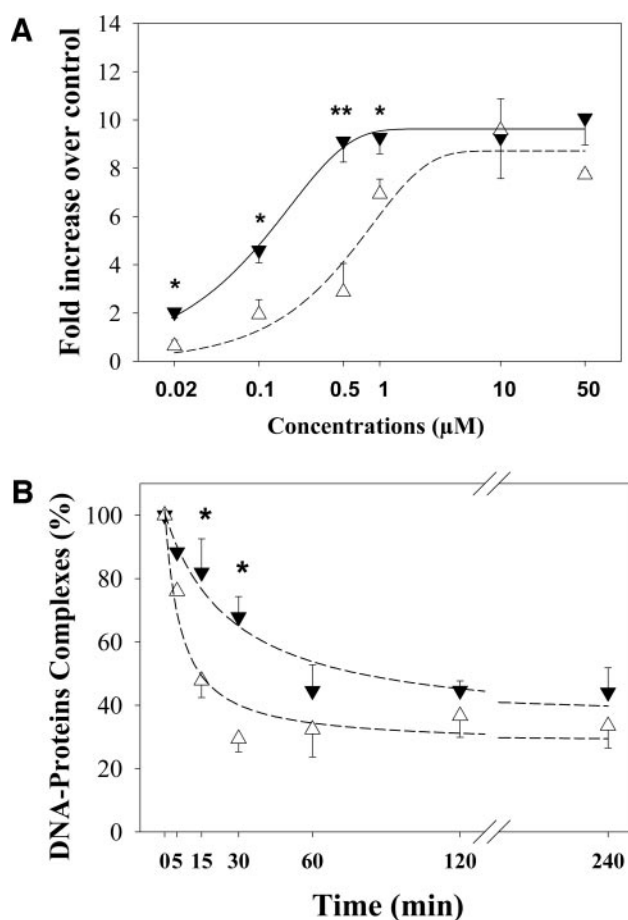 A
Fold increase over control
14
12
10
8
6
4
2
0
* * ** *
0.02 0.1 0.5 1 10 50
Concentrations (µM)
B
DNA-Proteins Complexes (%)
100
80
60
40
20
0
* *
0 5 15 30 60 120 240
Time (min)